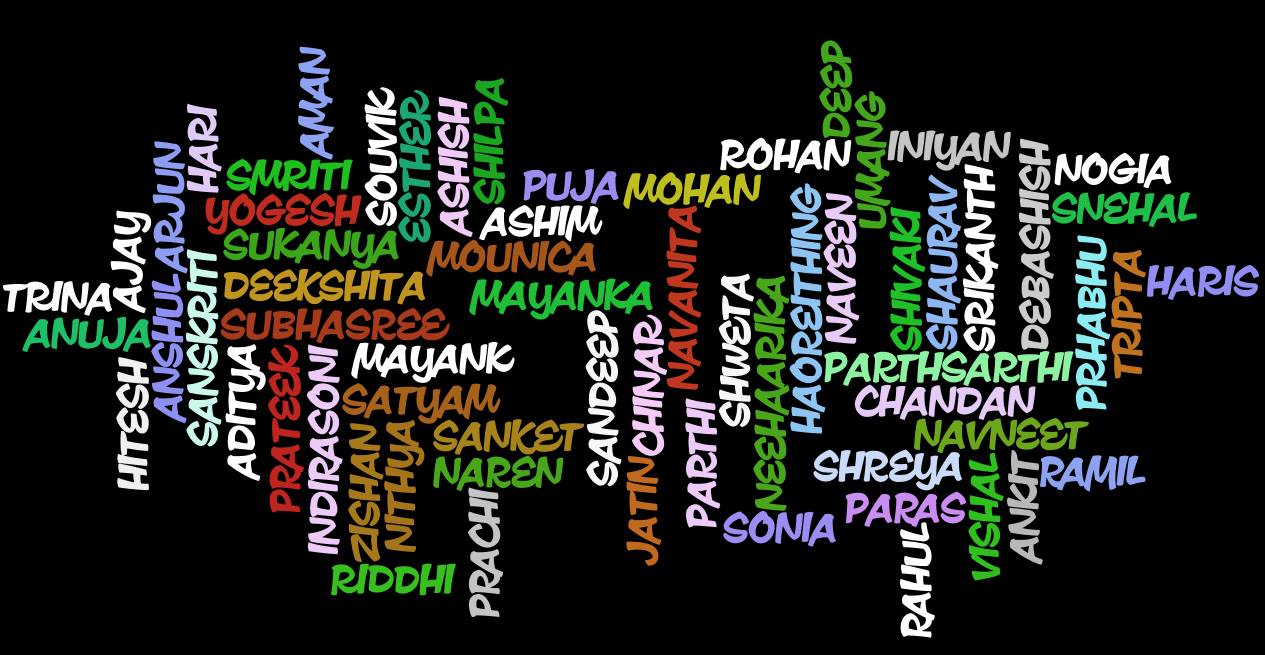 TRINA
ANUJA
AJAY
HITESH
ANSHULARJUN
HARI
SANSKRITI
SMRITI
YOGESH
SUKANYA
DEEKSHITA
SUBHASREE
ADITYA
PRATEEK
INDIRASONI
AMAN
SOUVIK
ESTHER
ASHISH
SHILPA
PUJA
MOHAN
ASHIM
MOUNICA
MAYANKA
MAYANK
SATYAM
SANKET
NAREN
ZISHAN
NITHYA
RIDDHI
PRACHI
SANDEEP
CHINAR
JATIN
NAVANITA
PARTHI
SHWETA
NEEHAARIKA
SONIA
ROHAN
DEEP
UMANG
INIYAN
HAOREITHING
NAVEEN
SHIVAKI
SHAURAV
SRIKANTH
DEBASHISH
NOGIA
SNEHAL
PRHABHU
TRIPTA
HARIS
PARTHSARTHI
CHANDAN
NAVNEET
SHREYA
RAMIL
PARAS
VISHAL
ANKIT
RAHUL